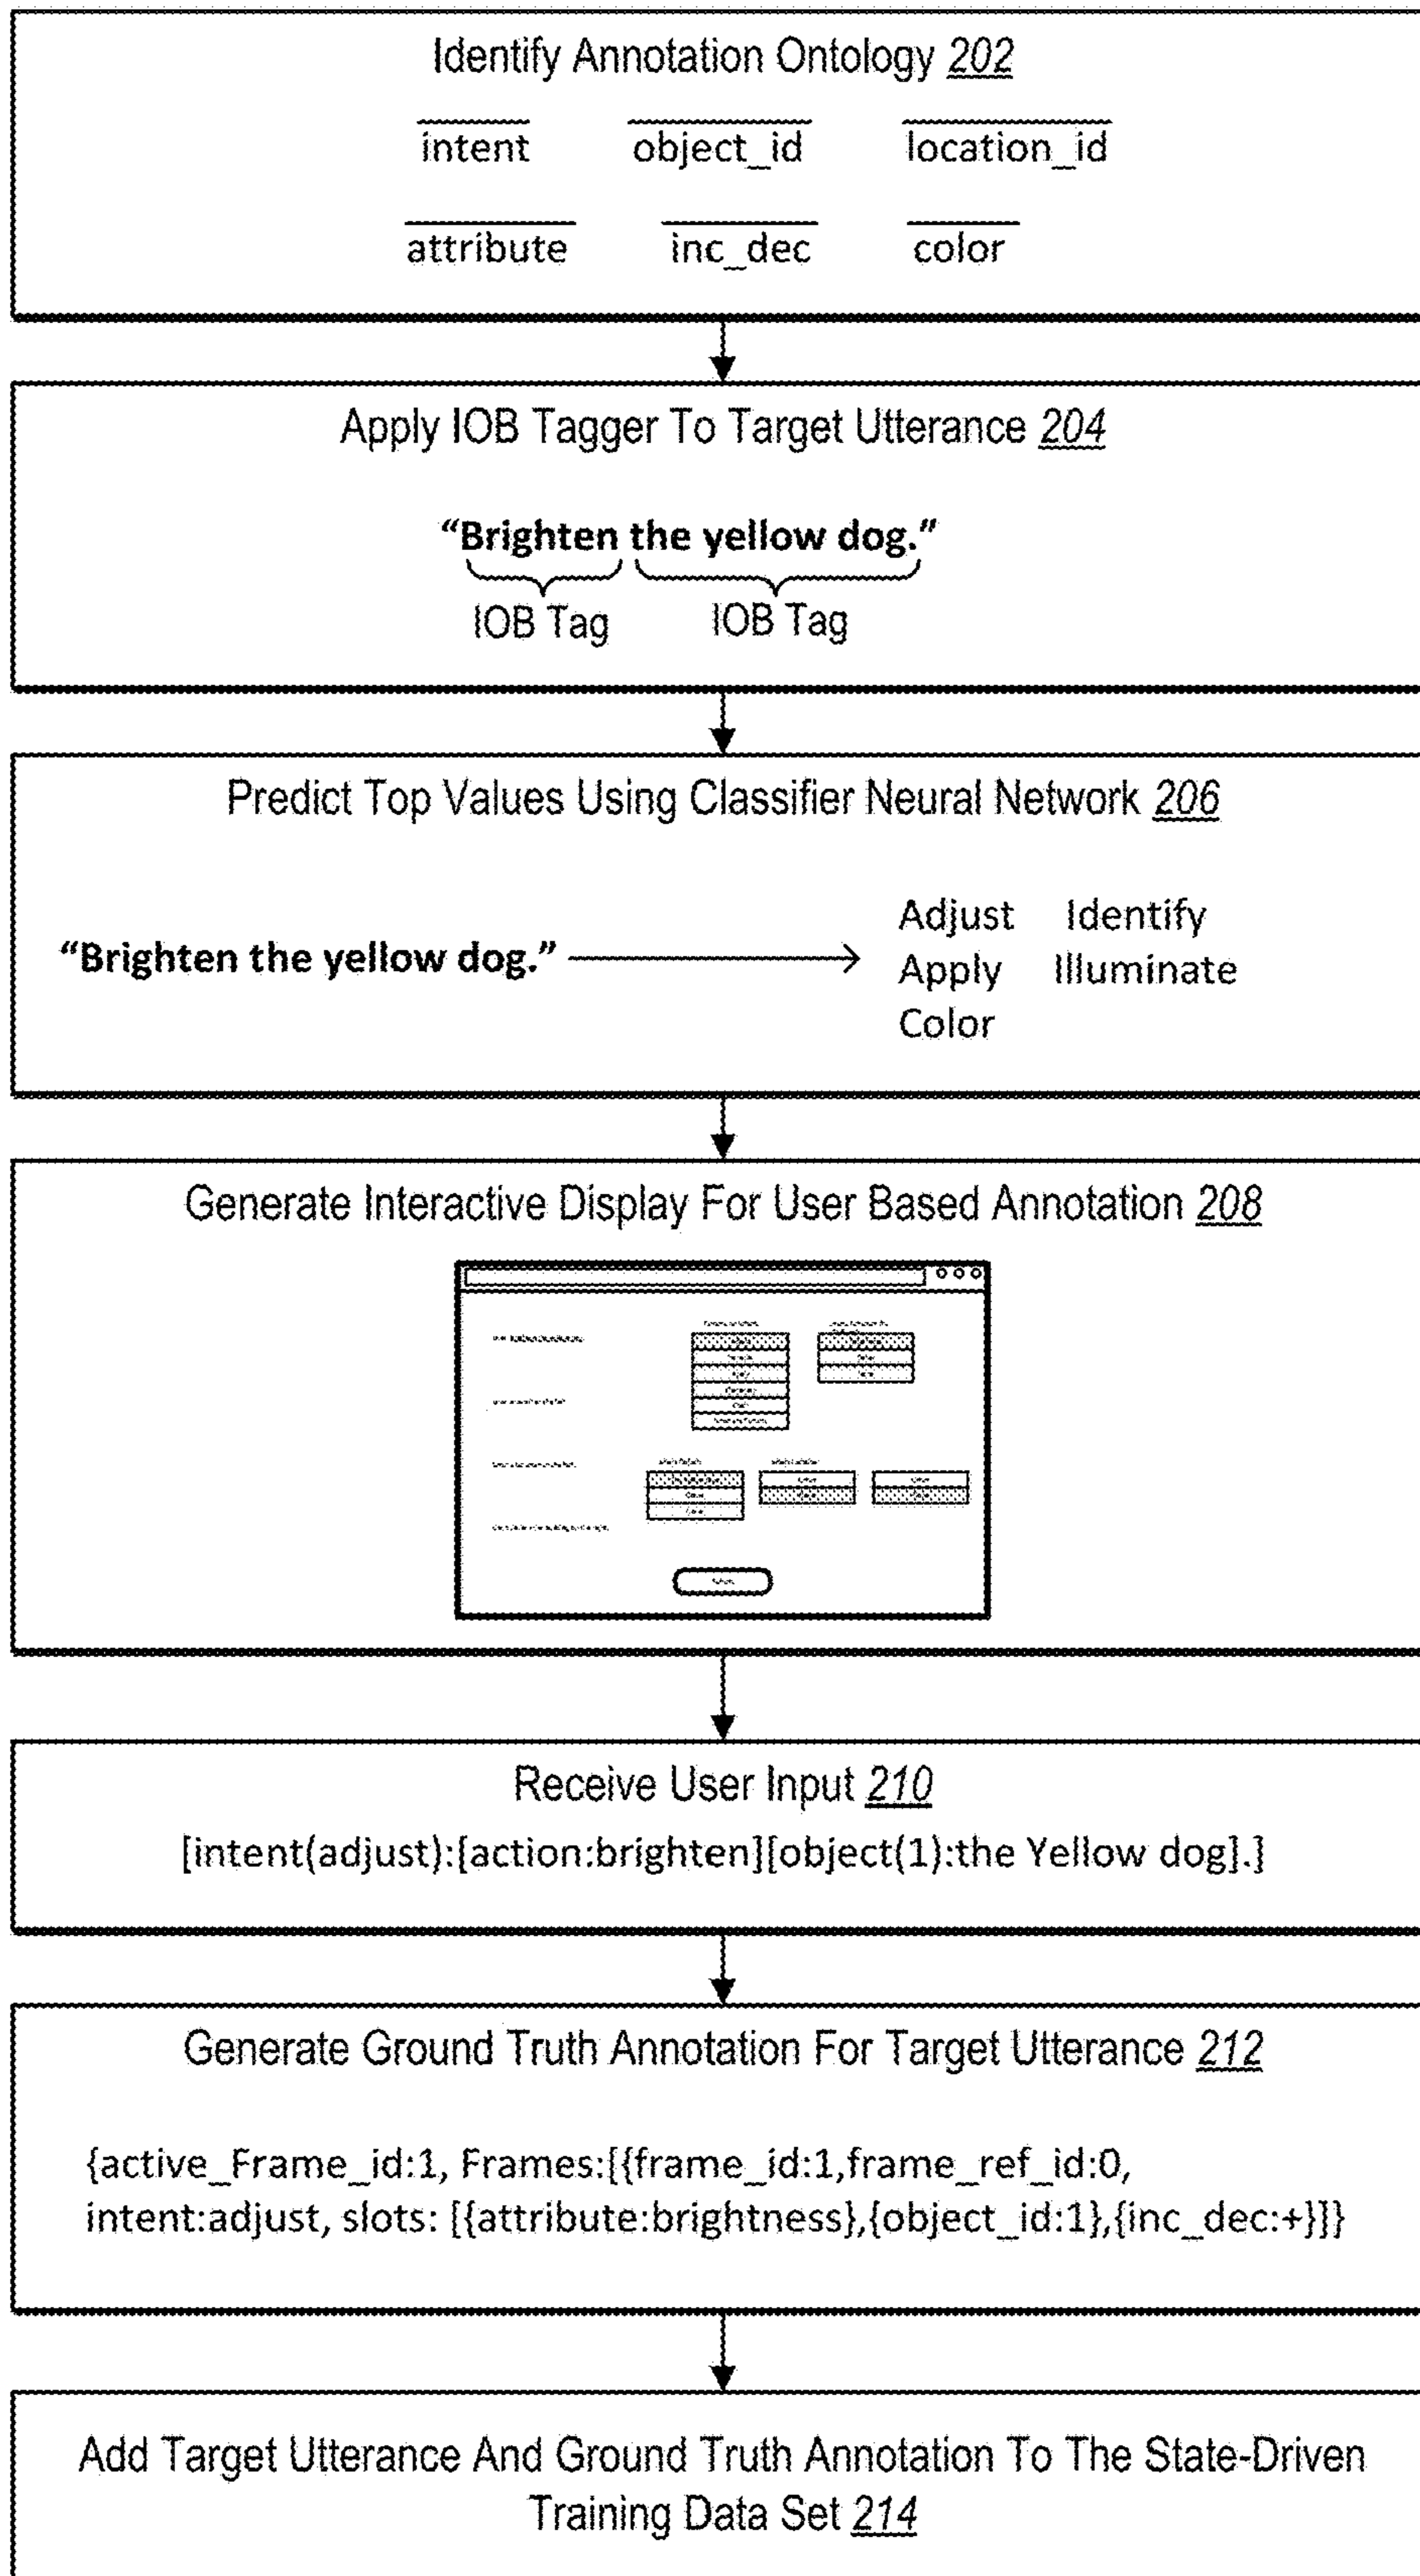 Identify Annotation Ontology 202
intent object_id location_id
attribute inc_dec color
Apply IOB Tagger To Target Utterance 204
“Brighten the yellow dog.”
IOB Tag IOB Tag
Predict Top Values Using Classifier Neural Network 206
“Brighten the yellow dog.”
Adjust Identify
Apply Illuminate
Color
Generate Interactive Display For User Based Annotation 208
Receive User Input 210
[intent(adjust):[action:brighten][object(1):the Yellow dog].]
Generate Ground Truth Annotation For Target Utterance 212
{active_Frame_id:1, Frames:[{frame_id:1,frame_ref_id:0,
intent:adjust, slots: [{attribute:brightness},{object_id:1},{inc_dec:+}]]}
Add Target Utterance And Ground Truth Annotation To The State-Driven
Training Data Set 214